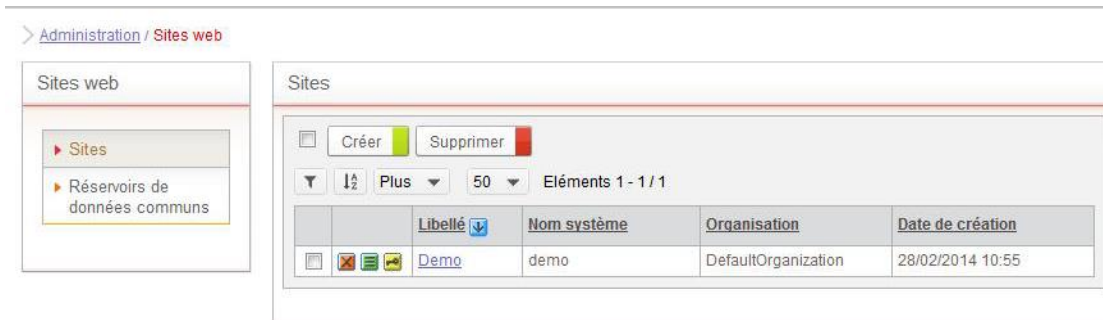 Administration / Sites web
Sites web
Sites
Réservoirs de
données communs
Sites
Créer Supprimer
Plus 50 Eléments 1 - 1 / 1
Libellé Nom système Organisation Date de création
Demo demo DefaultOrganization 28/02/2014 10:55